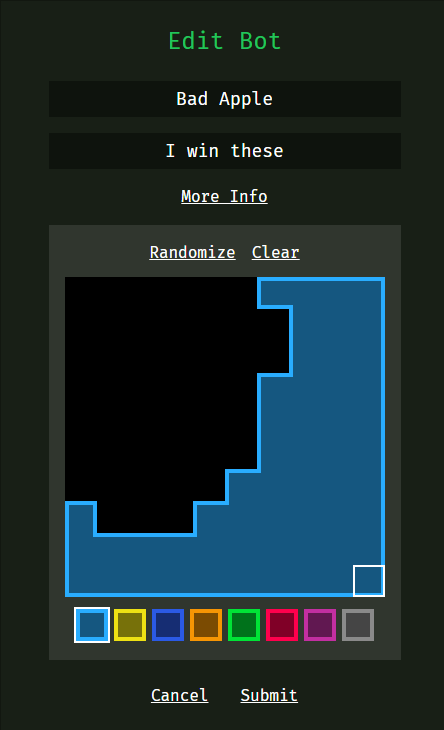 Edit Bot
Bad Apple
I win these
More Info
Randomize Clear
Cancel Submit